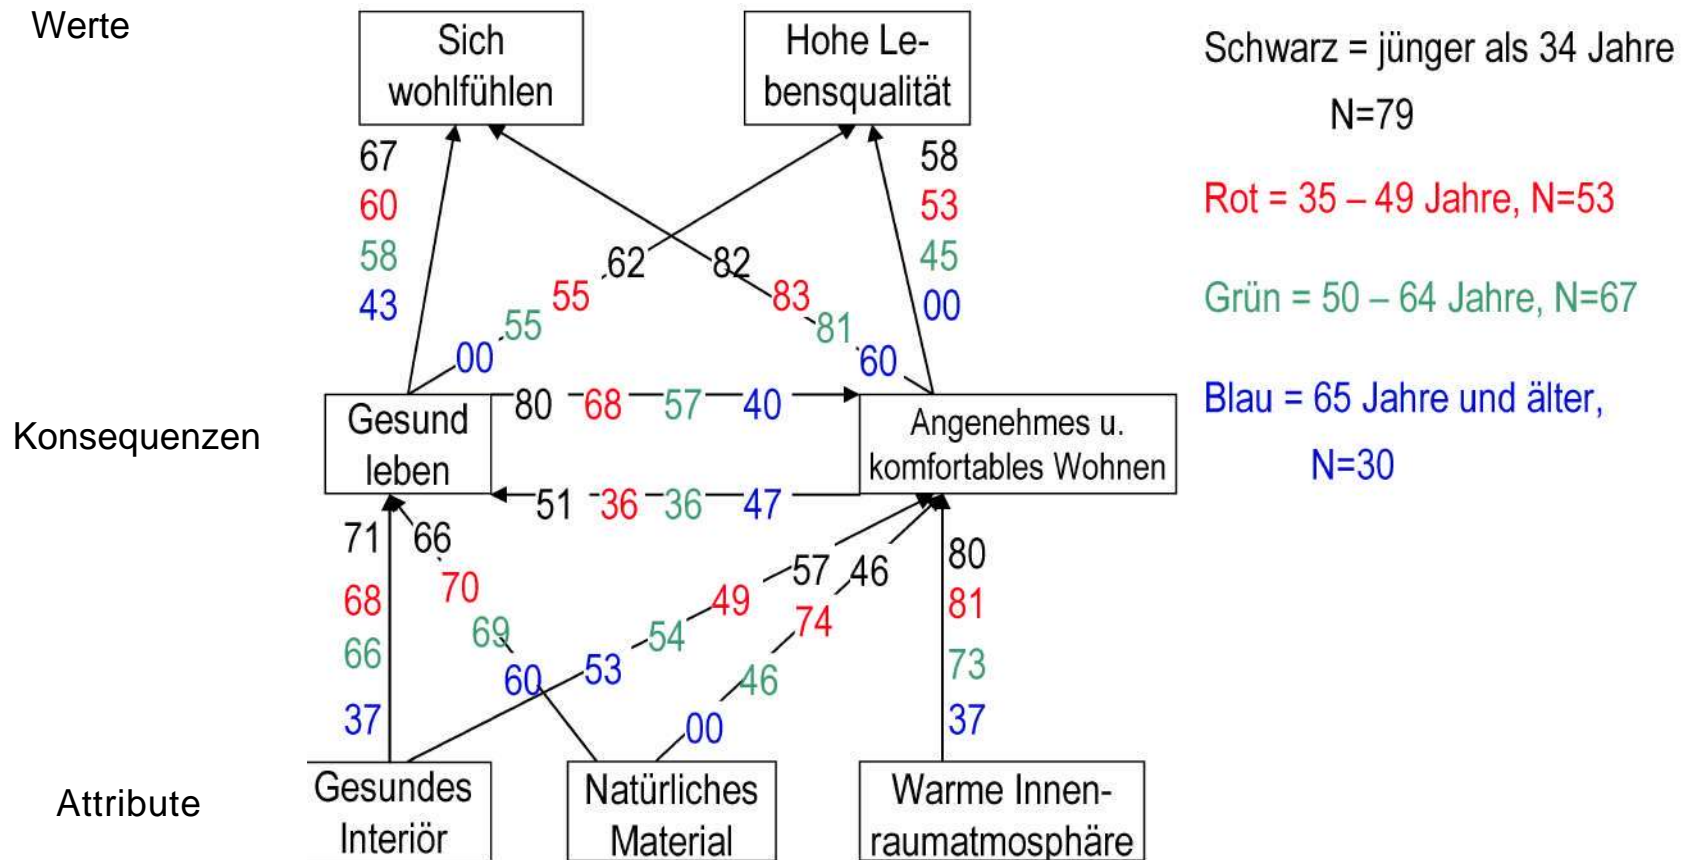 Werte
Sich
wohlfühlen
Hohe Le-
bensqualität
Schwarz = jünger als 34 Jahre
N=79
Rot = 35 – 49 Jahre, N=53
Grün = 50 – 64 Jahre, N=67
Blau = 65 Jahre und älter,
N=30
67
60
58
43
62
55
55
00
82
83
81
60
58
53
45
00
Konsequenzen
Gesund
leben
80 68 57 40
51 36 36 47
Angenehmes u.
komfortables Wohnen
71
68
66
37
66
70
69
60
57
49
54
53
46
74
46
00
80
81
73
37
Attribute
Gesundes
Interiör
Natürliches
Material
Warme Innen-
raumatmosphäre